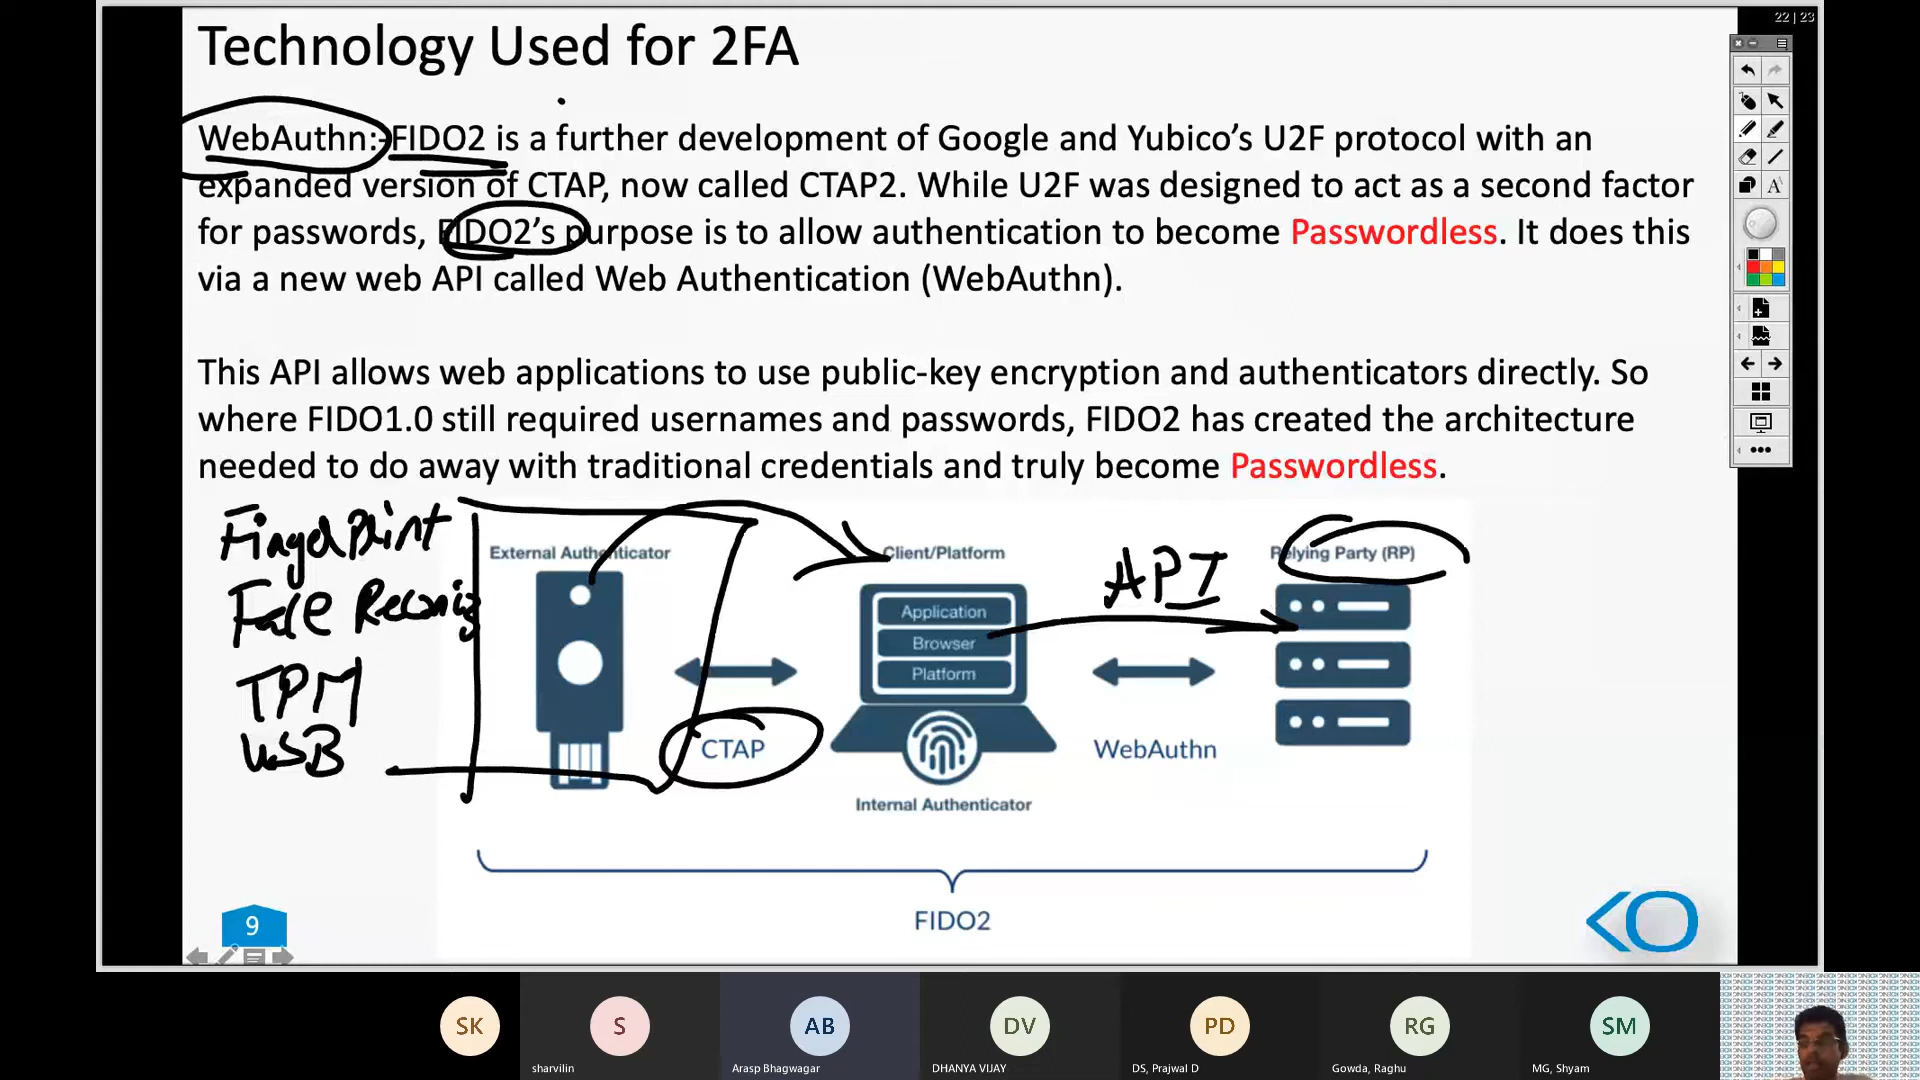 22 | 23
Technology Used for 2FA
WebAuthn:-FIDO2 is a further development of Google and Yubico’s U2F protocol with an
expanded version of CTAP, now called CTAP2. While U2F was designed to act as a second factor
for passwords, FIDO2’s purpose is to allow authentication to become Passwordless. It does this
via a new web API called Web Authentication (WebAuthn).
This API allows web applications to use public-key encryption and authenticators directly. So
where FIDO1.0 still required usernames and passwords, FIDO2 has created the architecture
needed to do away with traditional credentials and truly become Passwordless.
FingerPrint
Face Recogniz
TPM
USB
External Authenticator
Client/Platform
API
Relying Party (RP)
Application
Browser
Platform
CTAP
WebAuthn
Internal Authenticator
FIDO2
9
SK
S
AB
DV
PD
RG
SM
sharvilin
Arasp Bhagwagar
DHANYA VIJAY
DS, Prajwal D
Gowda, Raghu
MG, Shyam